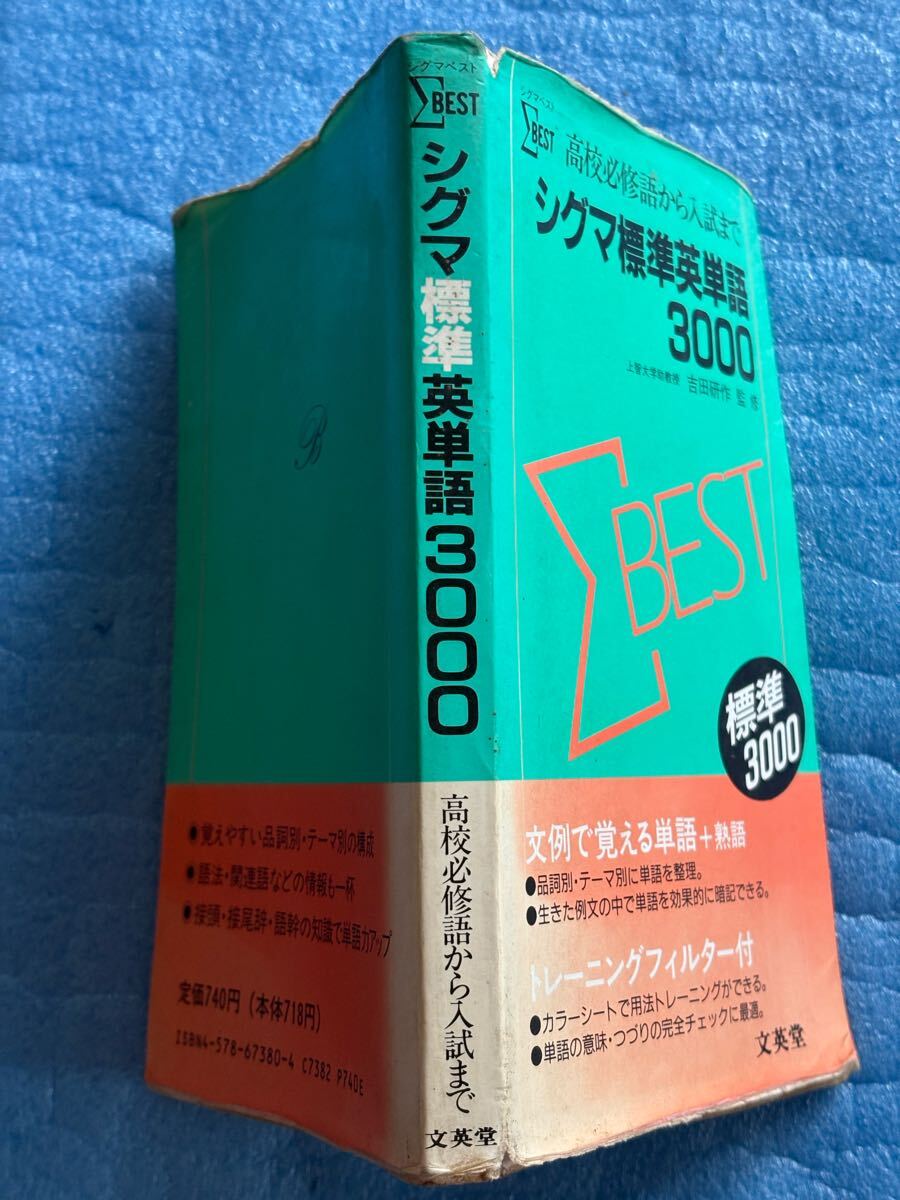 シグマベスト
ΣBEST
シグマ標準英単語3000
高校必修語から入試まで
文英堂
シグマベスト
ΣBEST
高校必修語から入試まで
シグマ標準英単語
3000
上智大学助教授 吉田研作 監修
ΣBEST
標準
3000
文例で覚える単語+熟語
●品詞別・テーマ別に単語を整理。
●生きた例文の中で単語を効果的に暗記できる。
トレーニングフィルター付
●カラーシートで用法トレーニングができる。
●単語の意味・つづりの完全チェックに最適。
文英堂
B
●覚えやすい品詞別・テーマ別の構成
●語法・関連語などの情報も一杯
●接頭・接尾辞・語幹の知識で単語力アップ
定価740円(本体718円)
ISBN4-578-67380-4 C7382 P740E